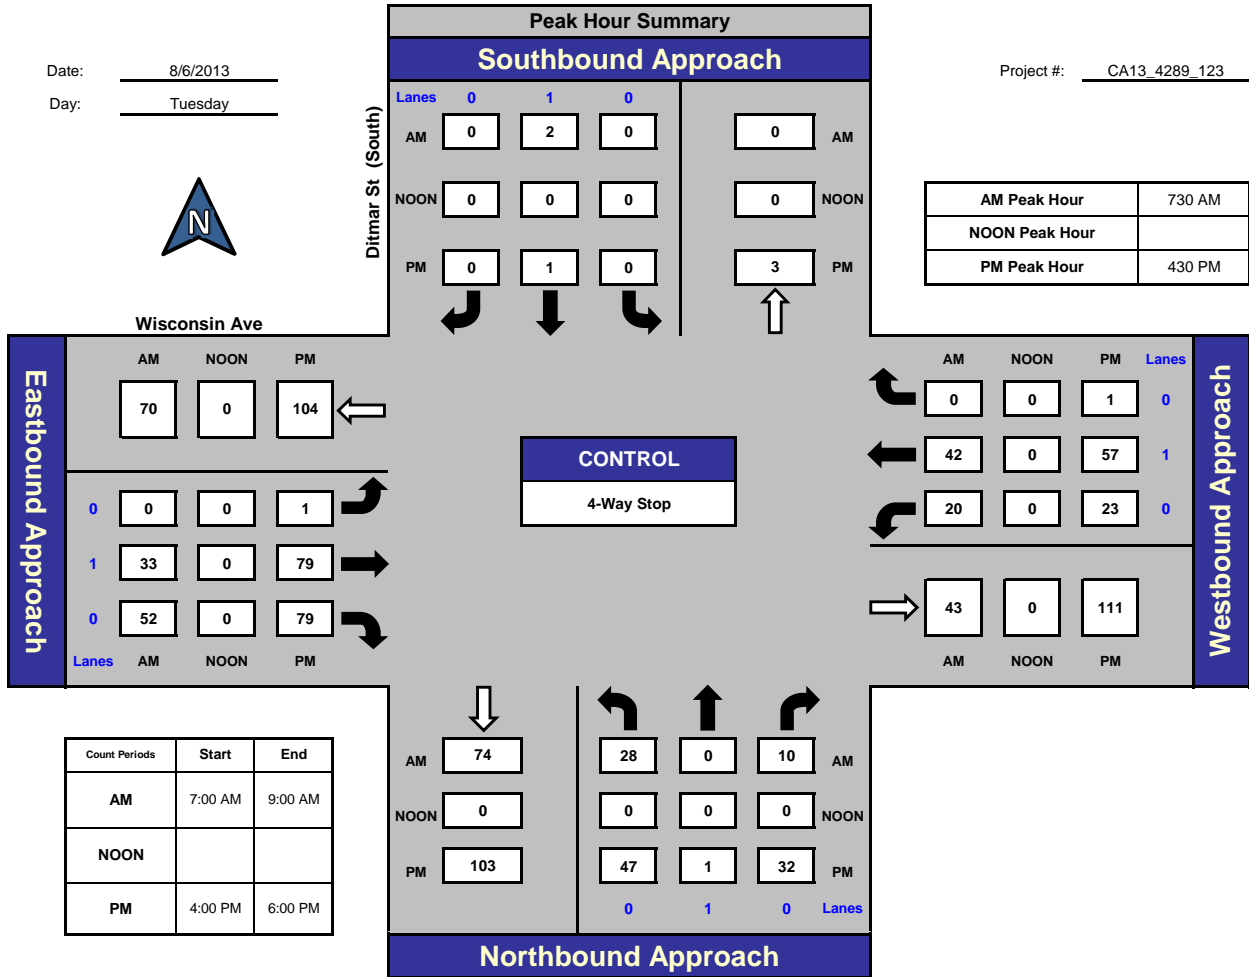 Peak Hour Summary
Southbound Approach
Date: 8/6/2013
Day: Tuesday
Project #: CA13_4289_123
N
Ditmar St (South)
Lanes 0 1 0
AM 0 2 0 0 AM
NOON 0 0 0 0 NOON
PM 0 1 0 3 PM
AM Peak Hour 730 AM
NOON Peak Hour
PM Peak Hour 430 PM
Wisconsin Ave
Eastbound Approach
AM NOON PM
70 0 104
0 0 0 1
1 33 0 79
0 52 0 79
Lanes AM NOON PM
CONTROL
4-Way Stop
AM NOON PM Lanes
0 0 1 0
42 0 57 1
20 0 23 0
43 0 111
AM NOON PM
Westbound Approach
Count Periods Start End
AM 7:00 AM 9:00 AM
NOON
PM 4:00 PM 6:00 PM
AM 74 28 0 10 AM
NOON 0 0 0 0 NOON
PM 103 47 1 32 PM
0 1 0 Lanes
Northbound Approach